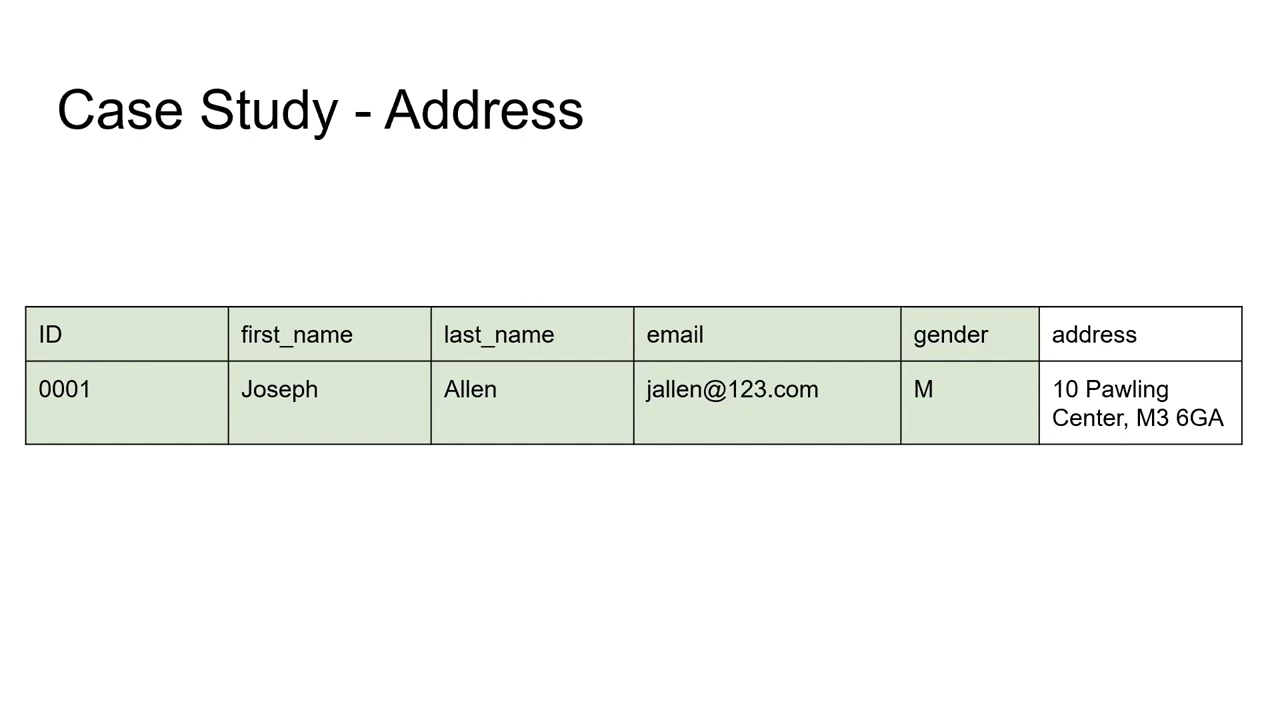 Case Study - Address
ID first_name last_name email gender address
0001 Joseph Allen jallen@123.com M 10 Pawling
Center, M3 6GA